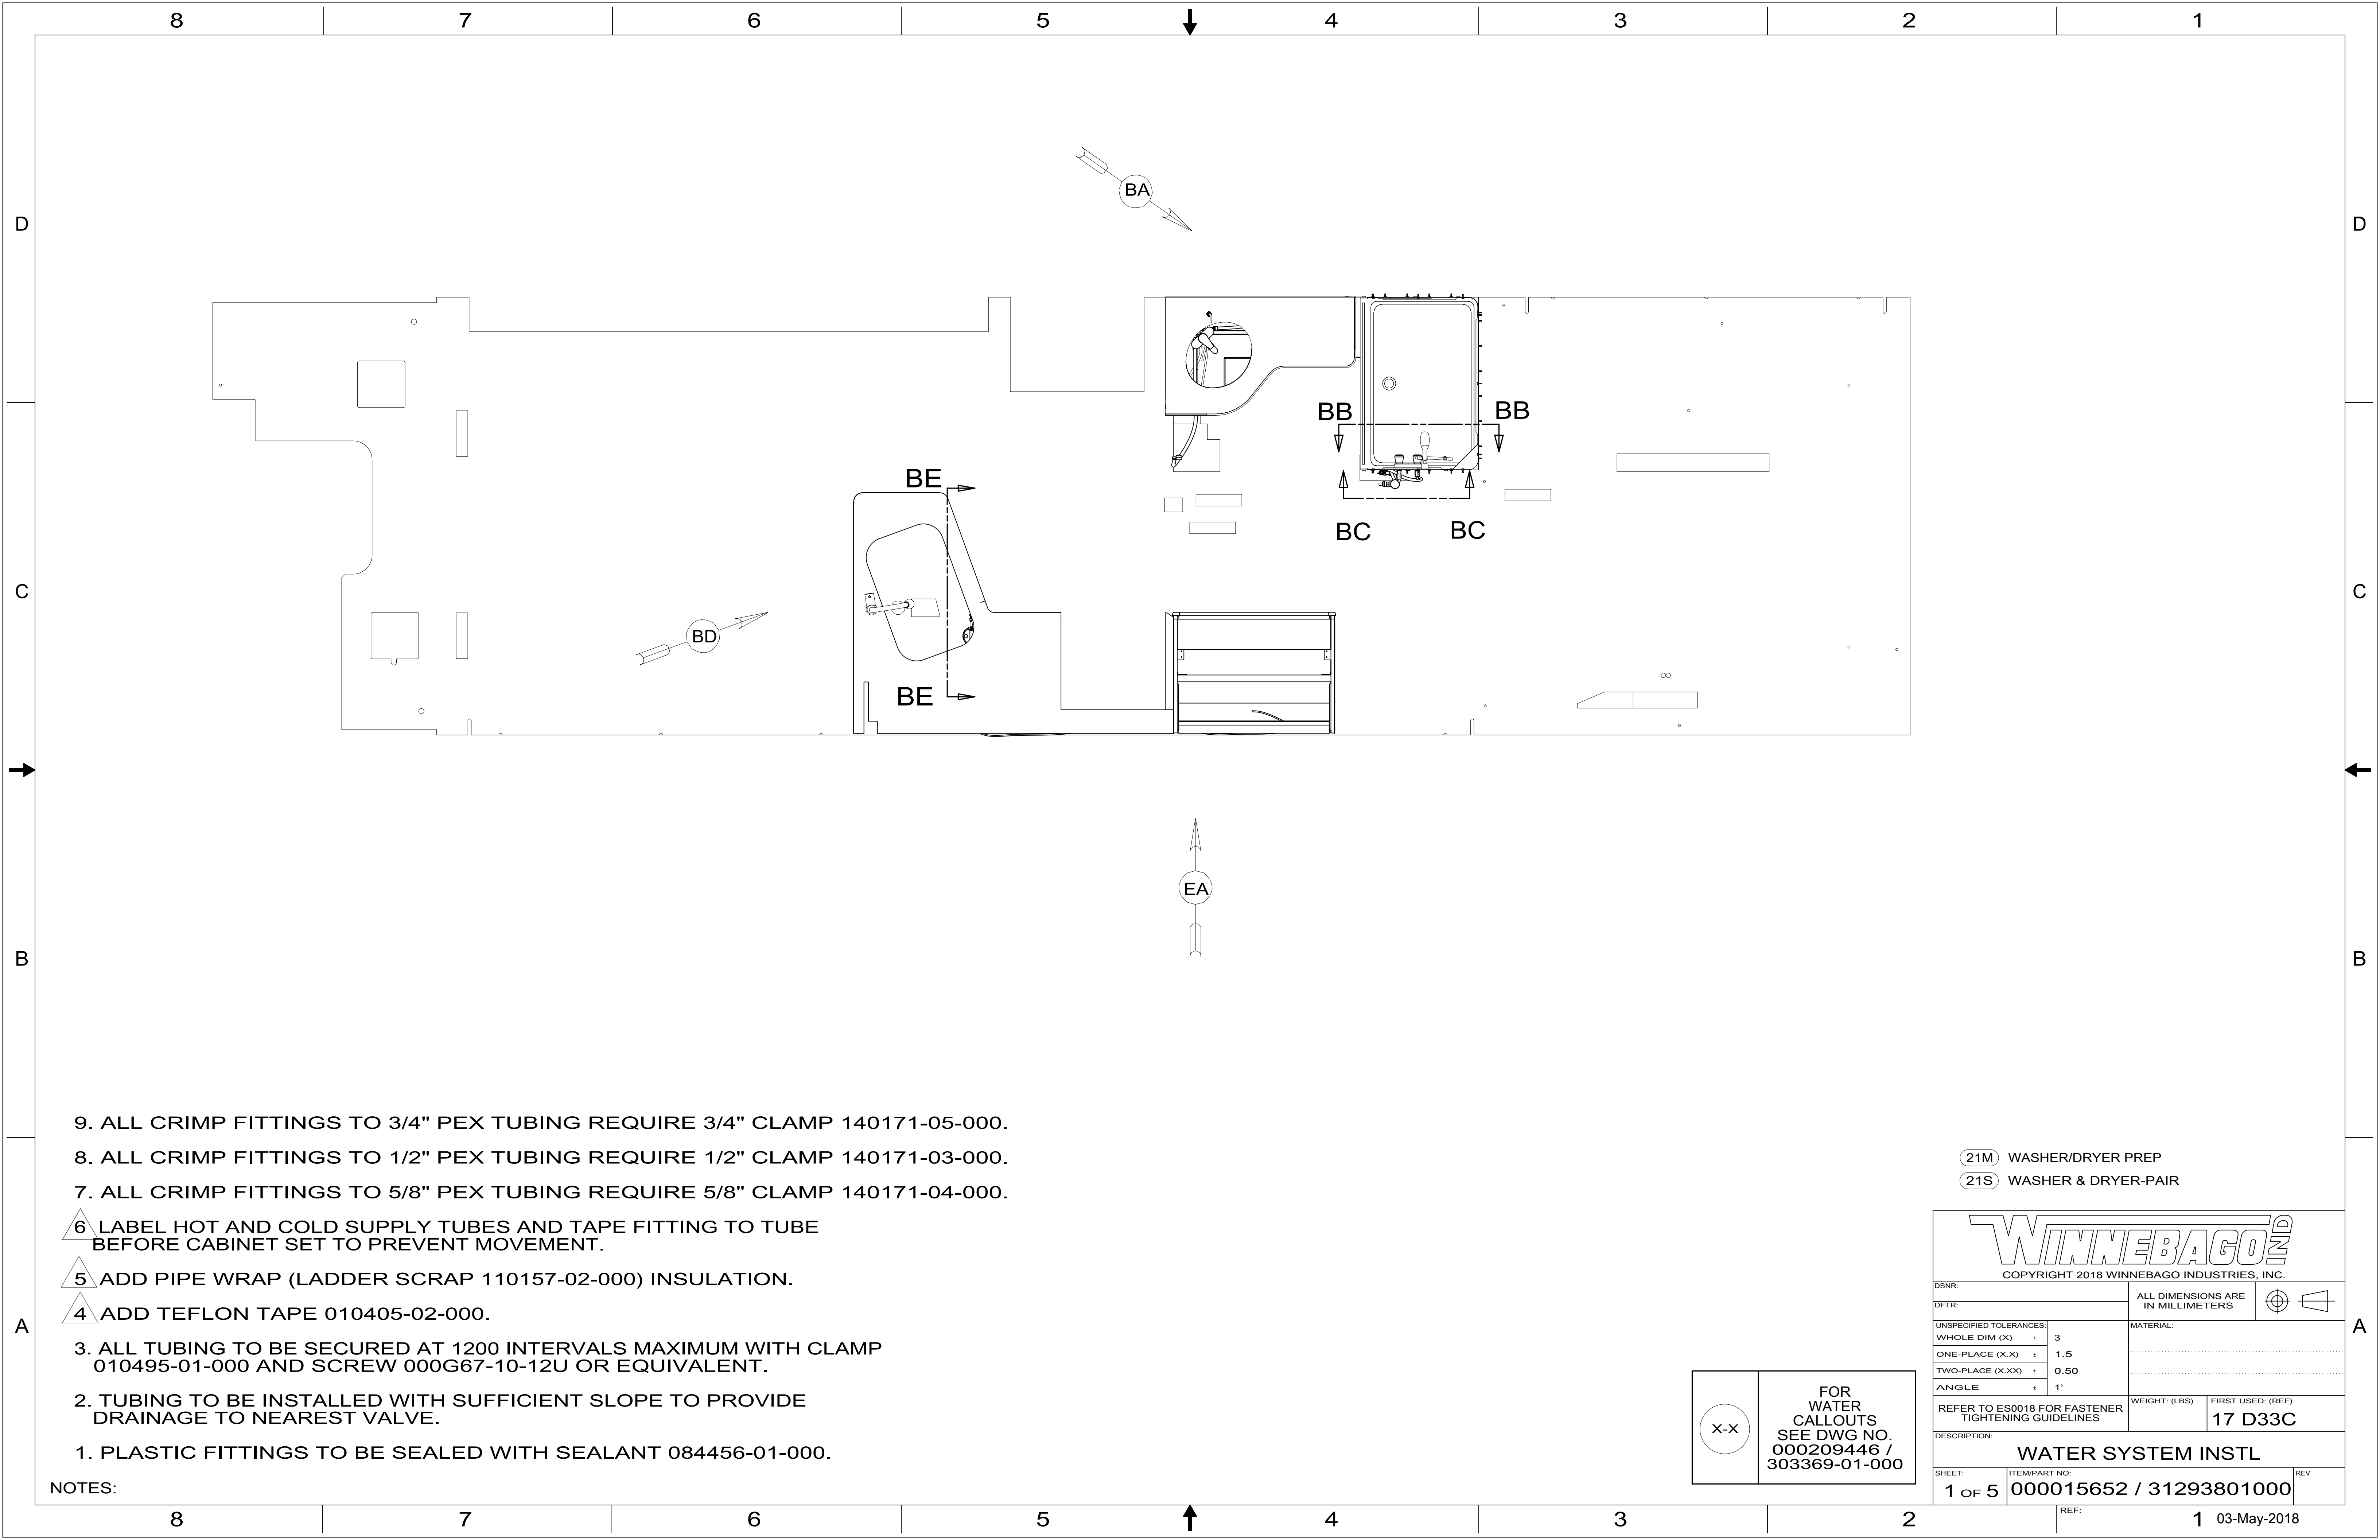 8 7 6 5 4 3 2 1
D D
BA
BB BB
BE
BC BC
C C
BD
BE
EA
B B
9. ALL CRIMP FITTINGS TO 3/4" PEX TUBING REQUIRE 3/4" CLAMP 140171-05-000.
8. ALL CRIMP FITTINGS TO 1/2" PEX TUBING REQUIRE 1/2" CLAMP 140171-03-000.
7. ALL CRIMP FITTINGS TO 5/8" PEX TUBING REQUIRE 5/8" CLAMP 140171-04-000.
6 LABEL HOT AND COLD SUPPLY TUBES AND TAPE FITTING TO TUBE
BEFORE CABINET SET TO PREVENT MOVEMENT.
5 ADD PIPE WRAP (LADDER SCRAP 110157-02-000) INSULATION.
4 ADD TEFLON TAPE 010405-02-000.
3. ALL TUBING TO BE SECURED AT 1200 INTERVALS MAXIMUM WITH CLAMP
010495-01-000 AND SCREW 000G67-10-12U OR EQUIVALENT.
2. TUBING TO BE INSTALLED WITH SUFFICIENT SLOPE TO PROVIDE
DRAINAGE TO NEAREST VALVE.
1. PLASTIC FITTINGS TO BE SEALED WITH SEALANT 084456-01-000.
NOTES:
A A
X-X
FOR
WATER
CALLOUTS
SEE DWG NO.
000209446 /
303369-01-000
21M WASHER/DRYER PREP
21S WASHER & DRYER-PAIR
WINNEBAGO IND
COPYRIGHT 2018 WINNEBAGO INDUSTRIES, INC.
DSNR:
DFTR:
ALL DIMENSIONS ARE
IN MILLIMETERS
UNSPECIFIED TOLERANCES:
WHOLE DIM (X) ± 3
ONE-PLACE (X.X) ± 1.5
TWO-PLACE (X.XX) ± 0.50
ANGLE ± 1°
MATERIAL:
REFER TO ES0018 FOR FASTENER
TIGHTENING GUIDELINES
WEIGHT: (LBS)
FIRST USED: (REF)
17 D33C
DESCRIPTION:
WATER SYSTEM INSTL
SHEET:
1 OF 5
ITEM/PART NO:
000015652 / 31293801000
REV
REF:
8 7 6 5 4 3 2 1
03-May-2018